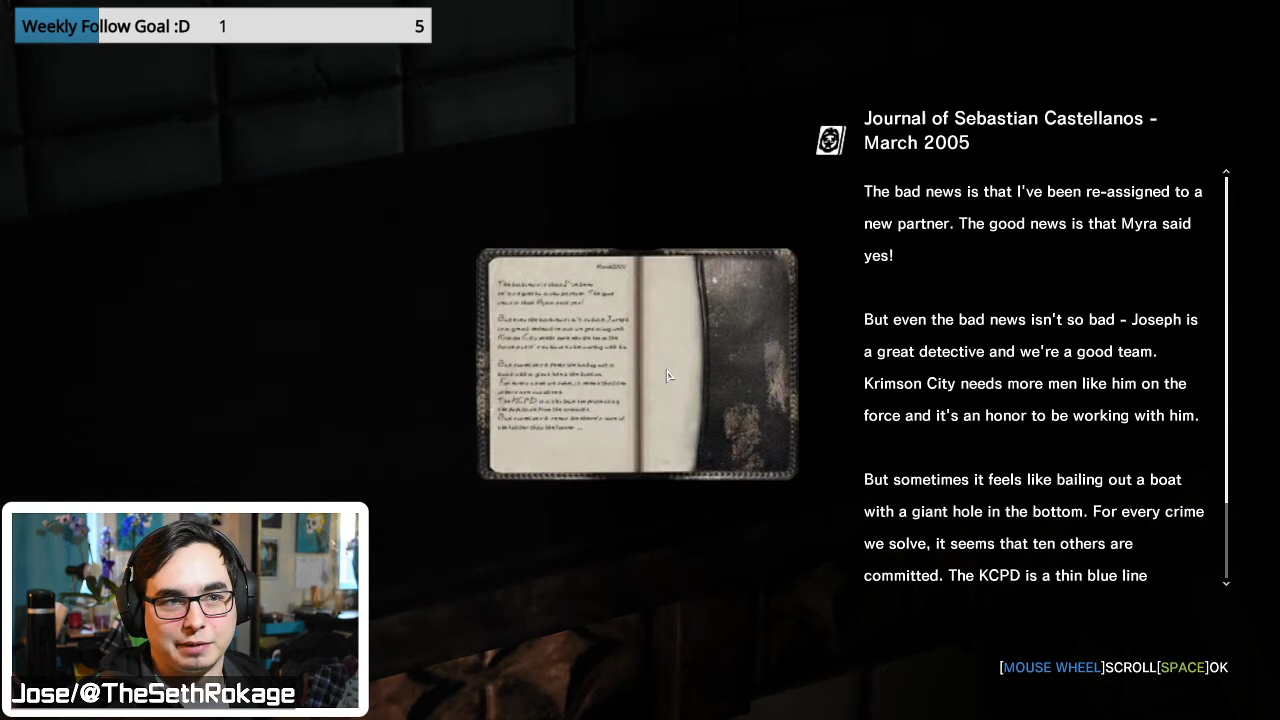 Weekly Follow Goal :D 1 5
Journal of Sebastian Castellanos -
March 2005
The bad news is that I've been re-assigned to a
new partner. The good news is that Myra said
yes!
But even the bad news isn't so bad - Joseph is
a great detective and we're a good team.
Krimson City needs more men like him on the
force and it's an honor to be working with him.
But sometimes it feels like bailing out a boat
with a giant hole in the bottom. For every crime
we solve, it seems that ten others are
committed. The KCPD is a thin blue line
[MOUSE WHEEL]SCROLL[SPACE]OK
Jose/@TheSethRokage